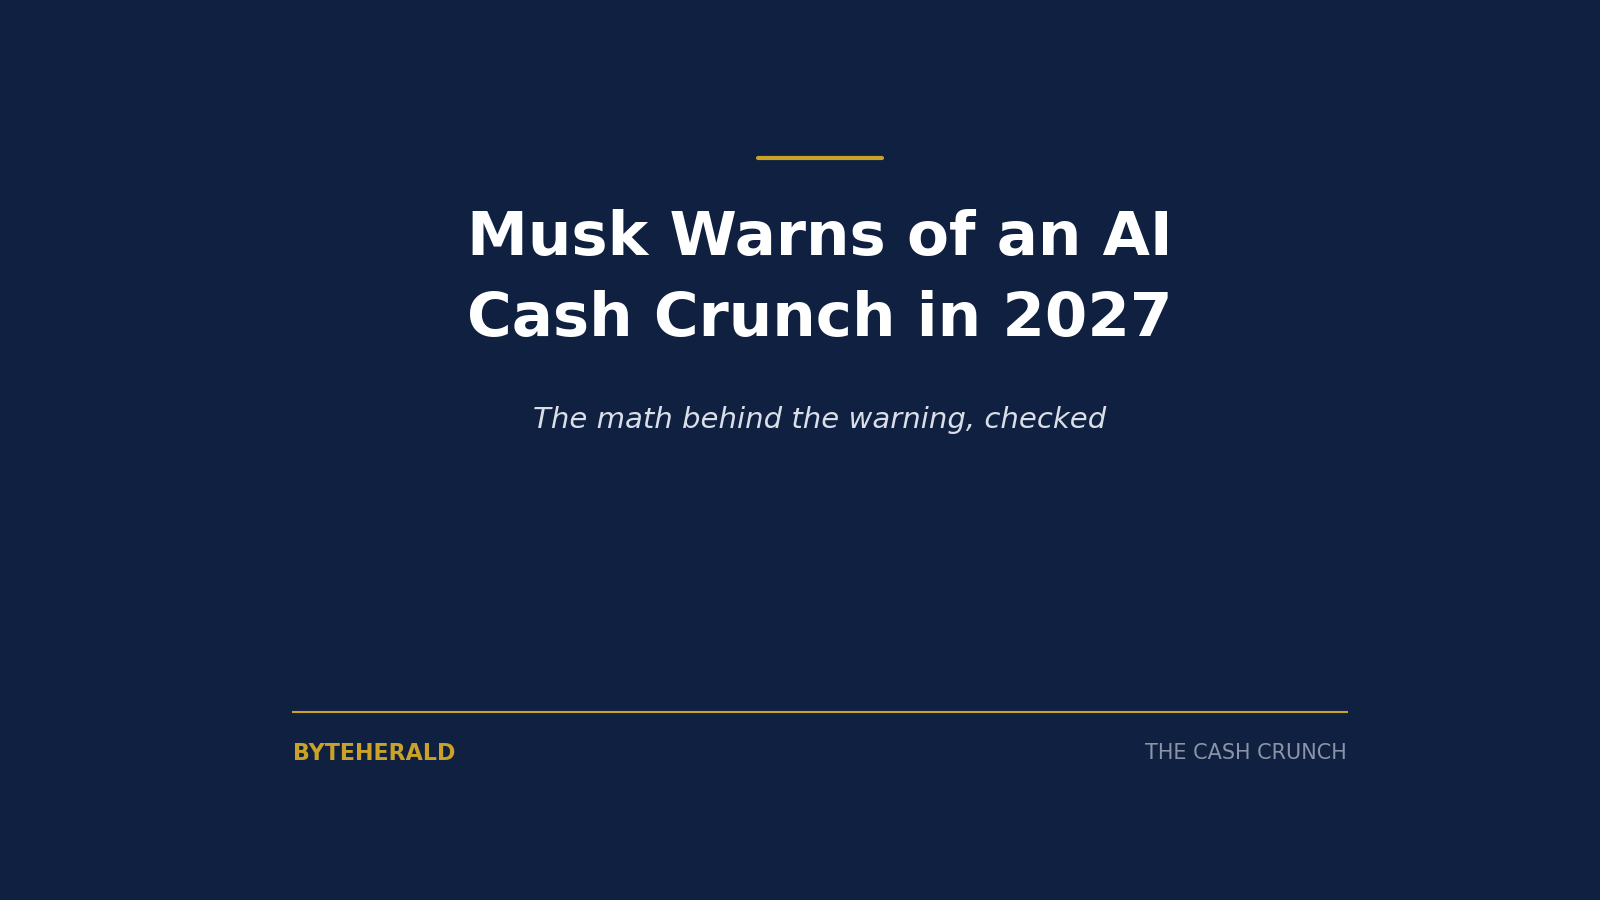 Musk Warns of an AI
Cash Crunch in 2027
The math behind the warning, checked
BYTEHERALD
THE CASH CRUNCH